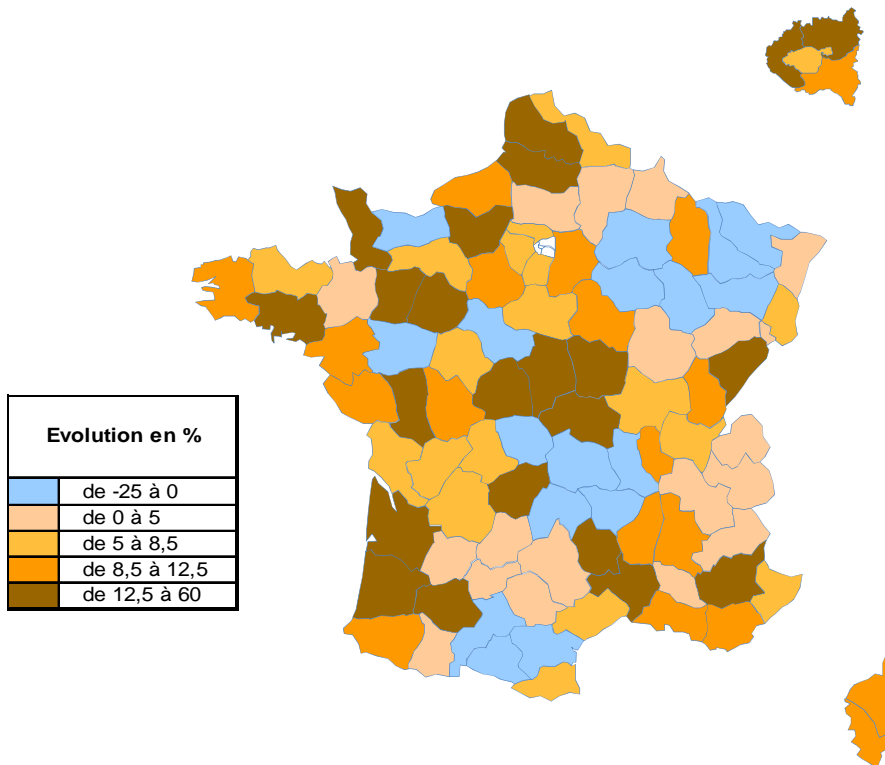 Evolution en %
de -25 à 0
de 0 à 5
de 5 à 8,5
de 8,5 à 12,5
de 12,5 à 60